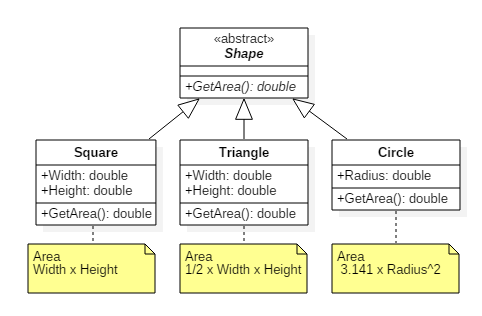 «abstract»
Shape
+GetArea(): double
Square
+Width: double
+Height: double
+GetArea(): double
Triangle
+Width: double
+Height: double
+GetArea(): double
Circle
+Radius: double
+GetArea(): double
Area
Width x Height
Area
1/2 x Width x Height
Area
3.141 x Radius^2